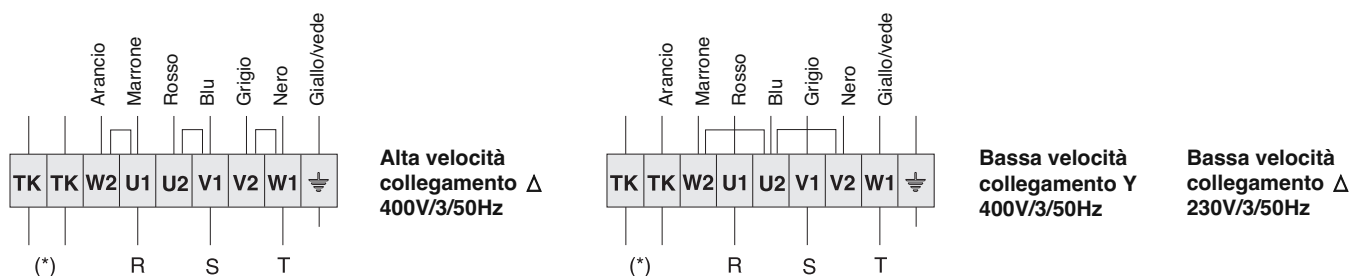 Arancio
Marrone
Rosso
Blu
Grigio
Nero
Giallo/vede
TK TK W2 U1 U2 V1 V2 W1
(*) R S T
Alta velocità
collegamento Δ
400V/3/50Hz
Arancio
Marrone
Rosso
Blu
Grigio
Nero
Giallo/vede
TK TK W2 U1 U2 V1 V2 W1
(*) R S T
Bassa velocità
collegamento Y
400V/3/50Hz
Bassa velocità
collegamento Δ
230V/3/50Hz